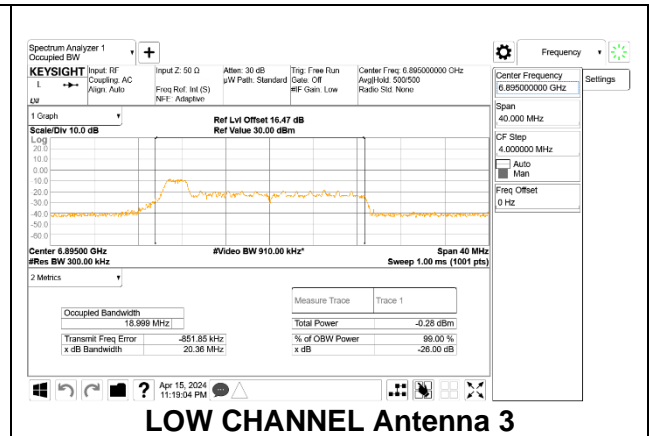 Spectrum Analyzer 1
Occupied BW
+
Frequency
KEYSIGHT
L
Input: RF
Coupling: AC
Align: Auto
Input Z: 50 Ω
Freq Ref: Int (S)
NFE: Adaptive
Atten: 30 dB
µW Path: Standard
Trig: Free Run
Gate: Off
#IF Gain: Low
Center Freq: 6.895000000 GHz
Avg|Hold: 500/500
Radio Std: None
Center Frequency
6.895000000 GHz
Settings
Span
40.000 MHz
CF Step
4.000000 MHz
Auto
Man
Freq Offset
0 Hz
1 Graph
Scale/Div 10.0 dB
Ref Lvl Offset 16.47 dB
Ref Value 30.00 dBm
Log
20.0
10.0
0.00
-10.0
-20.0
-30.0
-40.0
-50.0
-60.0
Center 6.89500 GHz
#Video BW 910.00 kHz*
Span 40 MHz
#Res BW 300.00 kHz
Sweep 1.00 ms (1001 pts)
2 Metrics
Measure Trace
Trace 1
Occupied Bandwidth
18.999 MHz
Total Power
-0.28 dBm
Transmit Freq Error
-851.85 kHz
% of OBW Power
99.00 %
x dB Bandwidth
20.36 MHz
x dB
-26.00 dB
?
Apr 15, 2024
11:19:04 PM
LOW CHANNEL Antenna 3